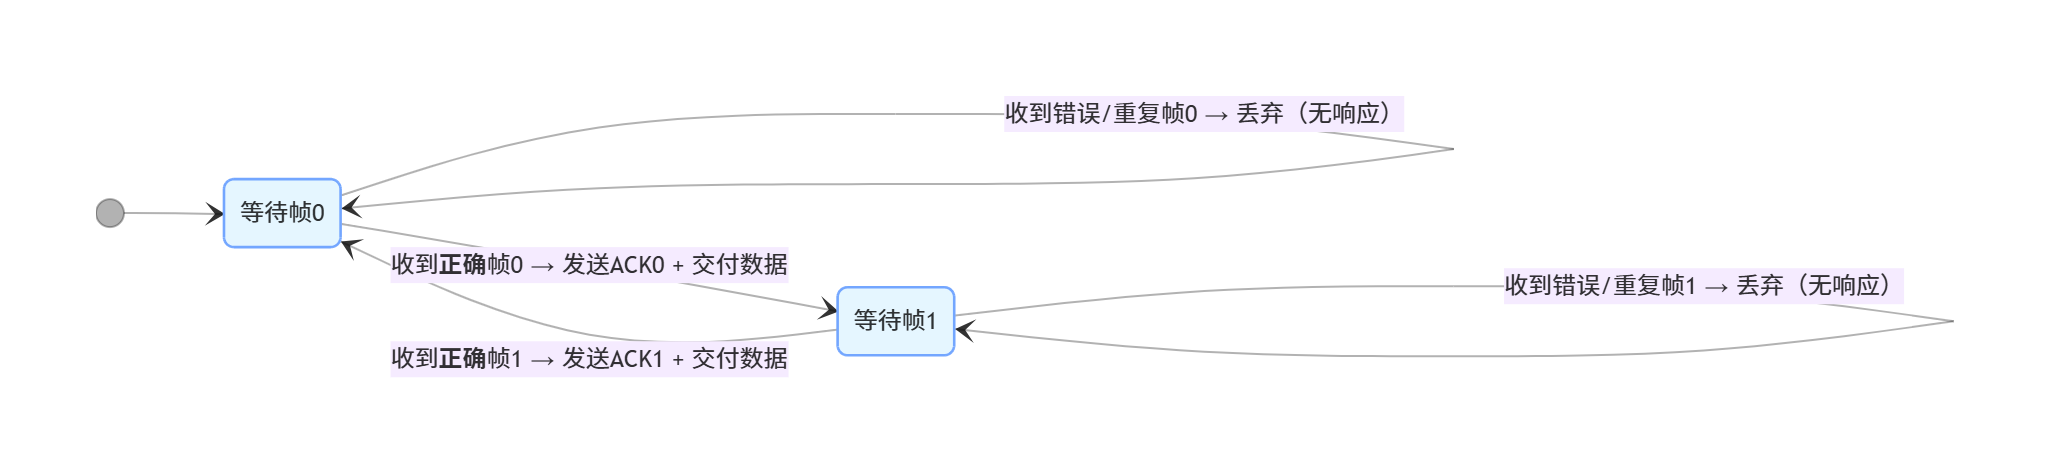 收到错误/重复帧0 → 丢弃（无响应）
等待帧0
收到正确帧0 → 发送ACK0 + 交付数据
收到错误/重复帧1 → 丢弃（无响应）
等待帧1
收到正确帧1 → 发送ACK1 + 交付数据